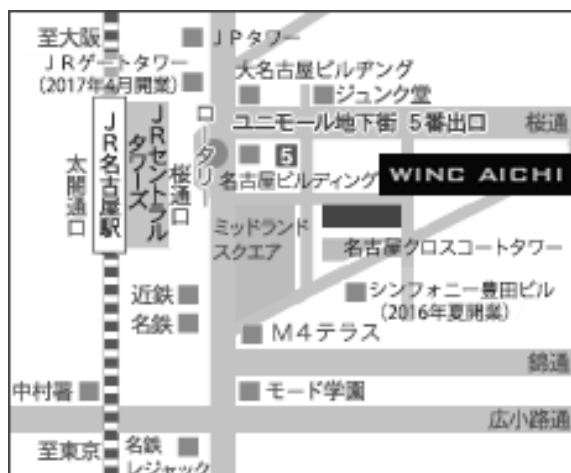 至大阪
JPタワー
JRゲートタワー
(2017年4月開業)
大名古屋ビルヂング
ジュンク堂
ユニモール地下街 5番出口
桜通
ロータリー
JR名古屋駅
JRセントラル
タワーズ
桜通口
太閤通口
5
名古屋ビルディング
WINC AICHI
ミッドランド
スクエア
名古屋クロスコートタワー
近鉄
名鉄
シンフォニー豊田ビル
(2016年夏開業)
M4テラス
錦通
中村署
モード学園
広小路通
至東京
名鉄
レジャック